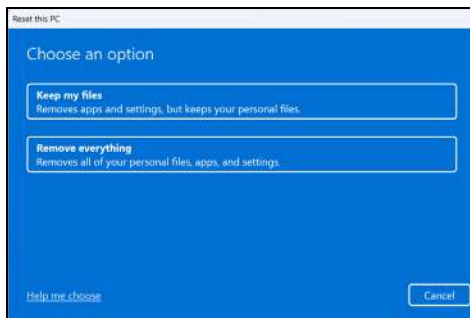 Reset this PC
Choose an option
Keep my files
Removes apps and settings, but keeps your personal files.
Remove everything
Removes all of your personal files, apps, and settings.
Help me choose
Cancel